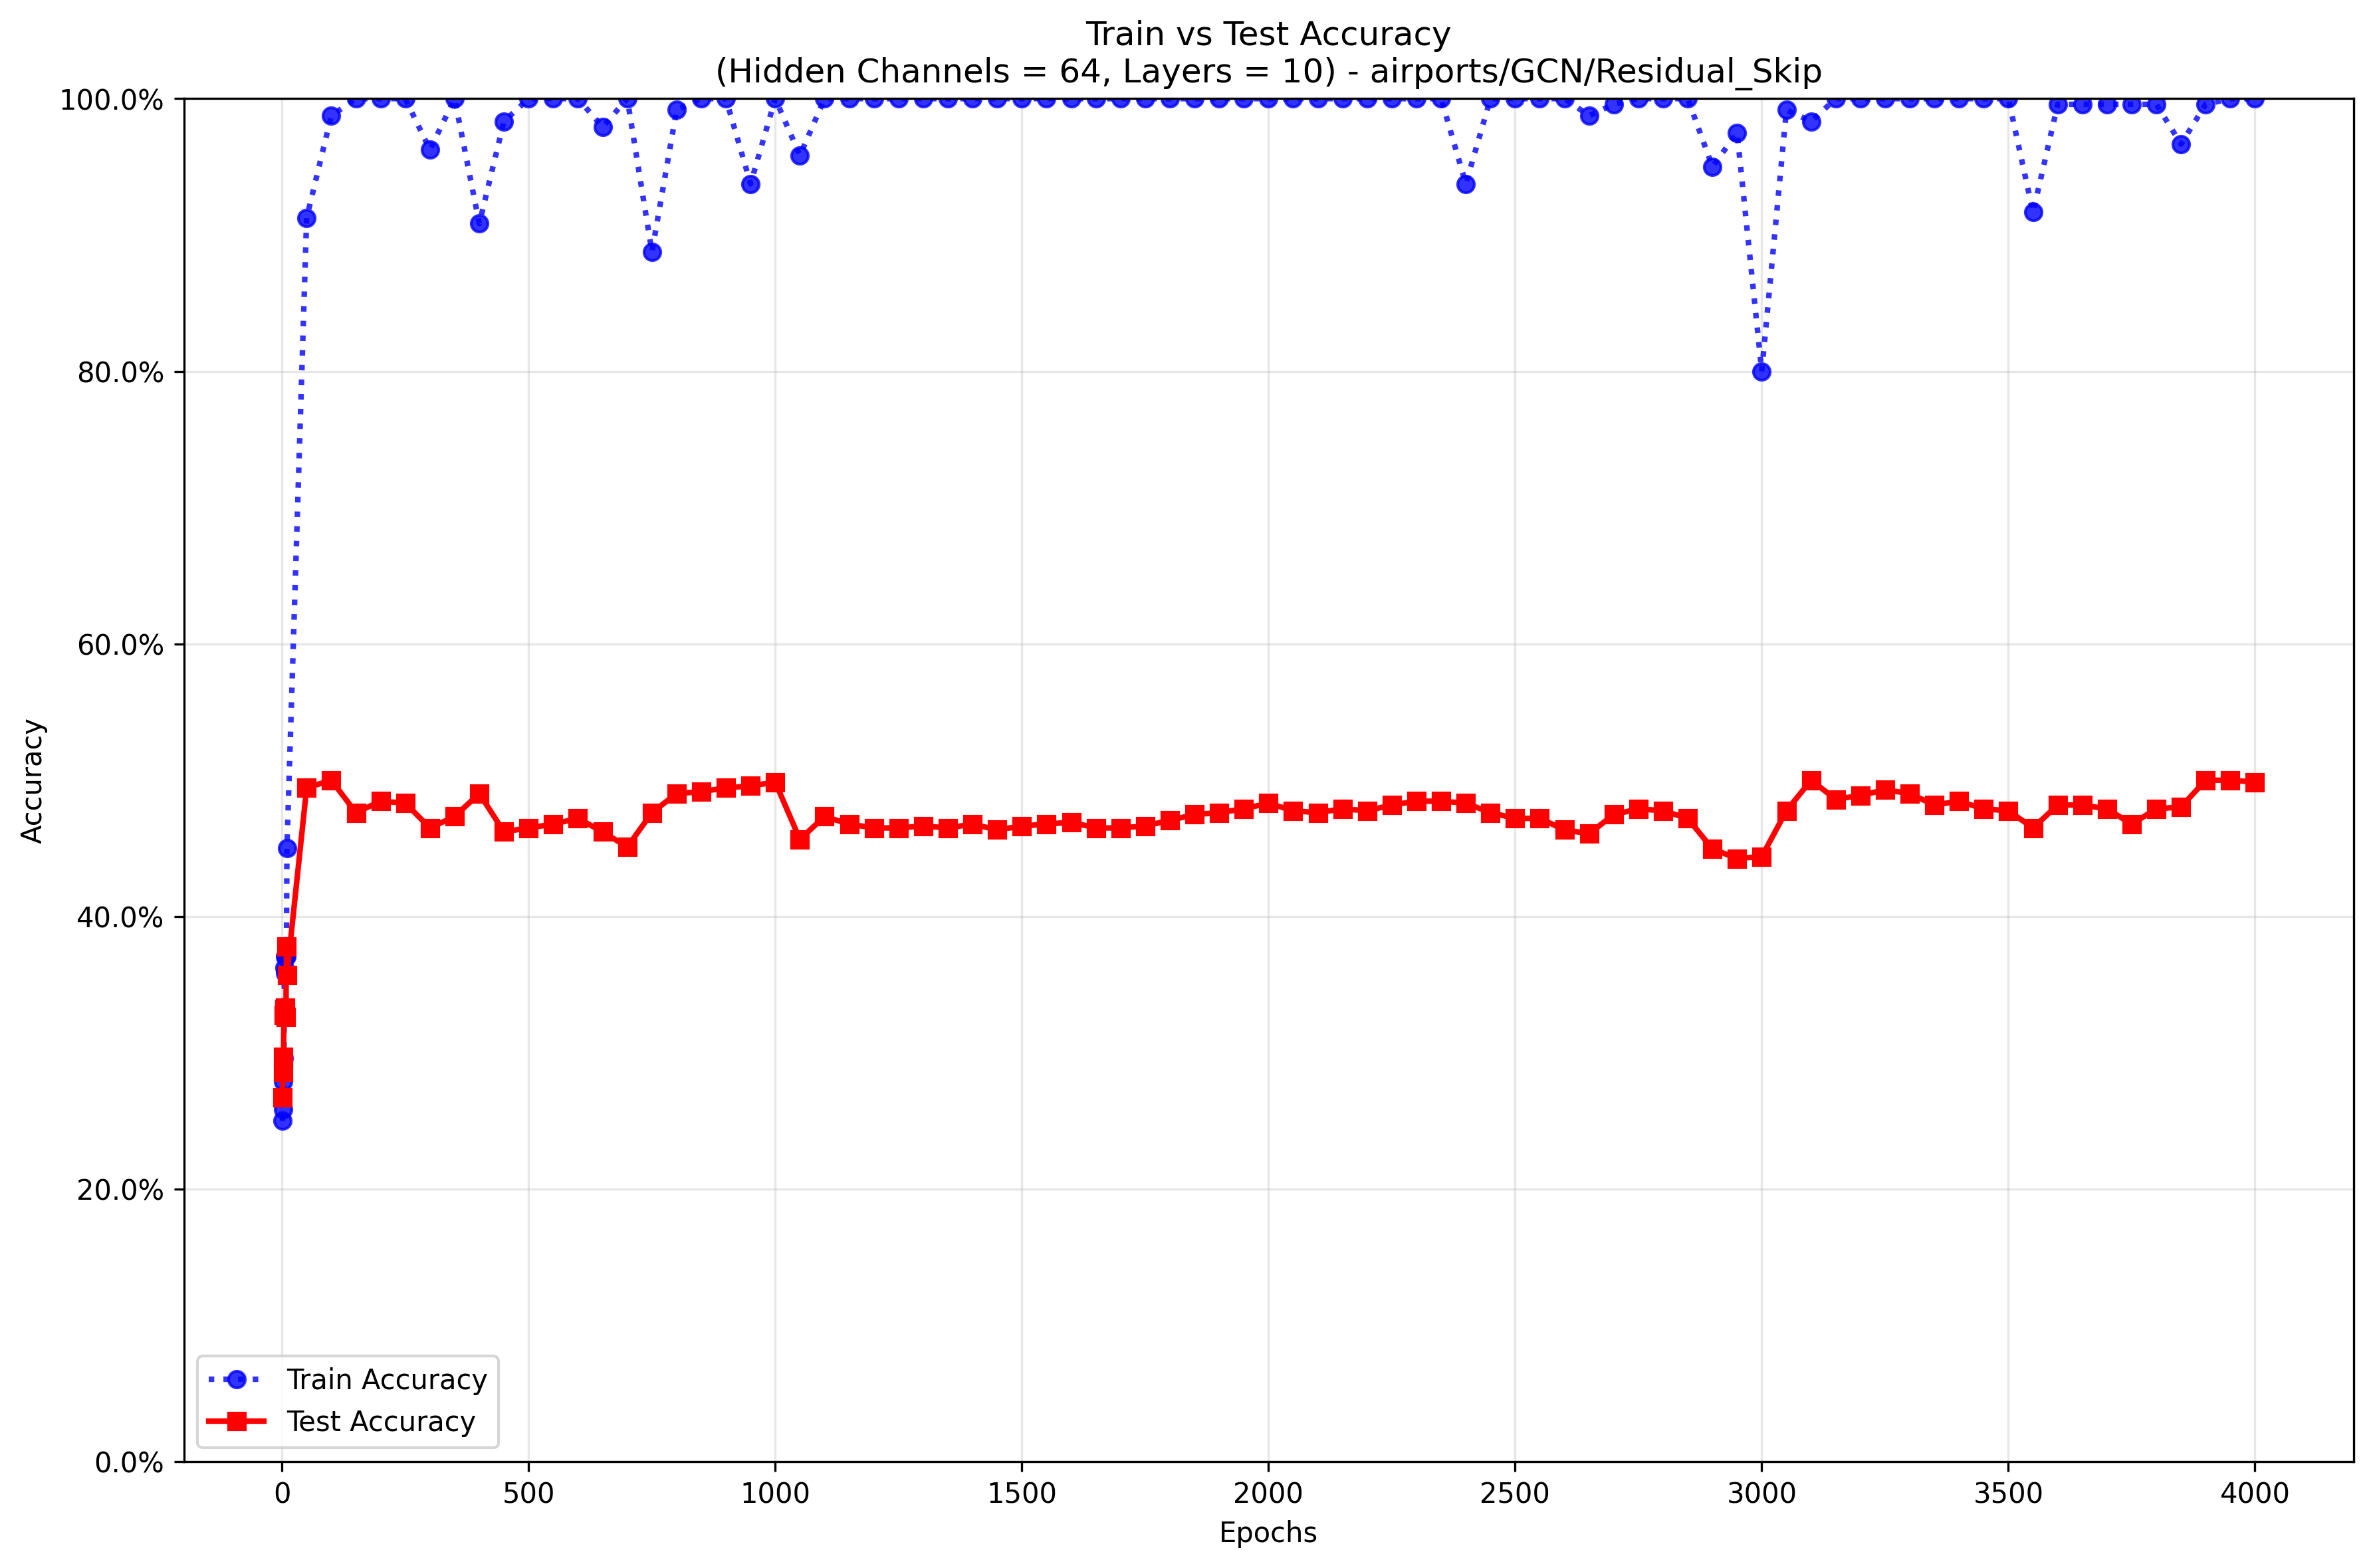 Train vs Test Accuracy
(Hidden Channels = 64, Layers = 10) - airports/GCN/Residual_Skip
100.0%
80.0%
60.0%
40.0%
20.0%
0.0%
Accuracy
Train Accuracy
Test Accuracy
0 500 1000 1500 2000 2500 3000 3500 4000
Epochs